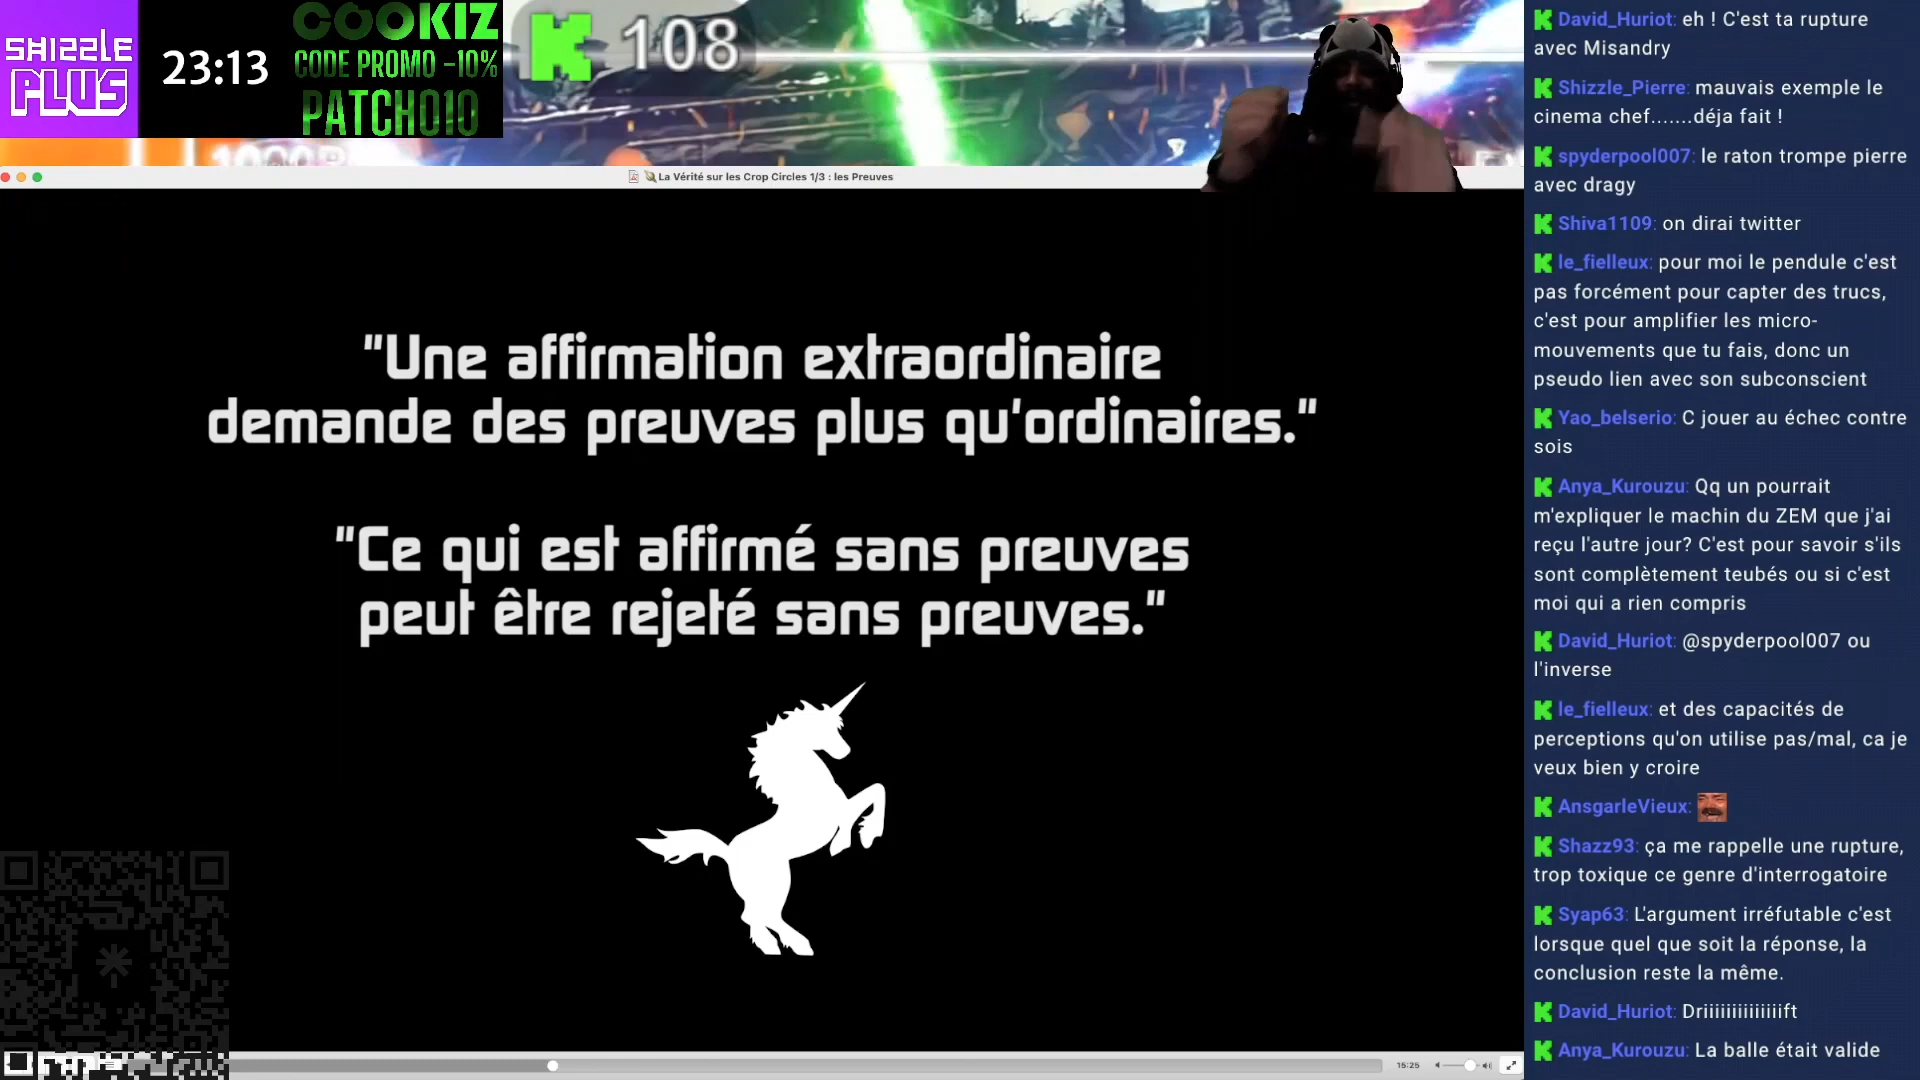 SHIZZLE
PLUS
23:13
COOKIZ
CODE PROMO -10%
PATCHO10
108
La Vérité sur les Crop Circles 1/3 : les Preuves
"Une affirmation extraordinaire
demande des preuves plus qu'ordinaires."
"Ce qui est affirmé sans preuves
peut être rejeté sans preuves."
15:25
David_Huriot: eh ! C'est ta rupture
avec Misandry
Shizzle_Pierre: mauvais exemple le
cinema chef.......déja fait !
spyderpool007: le raton trompe pierre
avec dragy
Shiva1109: on dirai twitter
le_fielleux: pour moi le pendule c'est
pas forcément pour capter des trucs,
c'est pour amplifier les micro-
mouvements que tu fais, donc un
pseudo lien avec son subconscient
Yao_belserio: C jouer au échec contre
sois
Anya_Kurouzu: Qq un pourrait
m'expliquer le machin du ZEM que j'ai
reçu l'autre jour? C'est pour savoir s'ils
sont complètement teubés ou si c'est
moi qui a rien compris
David_Huriot: @spyderpool007 ou
l'inverse
le_fielleux: et des capacités de
perceptions qu'on utilise pas/mal, ca je
veux bien y croire
AnsgarleVieux:
Shazz93: ça me rappelle une rupture,
trop toxique ce genre d'interrogatoire
Syap63: L'argument irréfutable c'est
lorsque quel que soit la réponse, la
conclusion reste la même.
David_Huriot: Driiiiiiiiiiiiiift
Anya_Kurouzu: La balle était valide